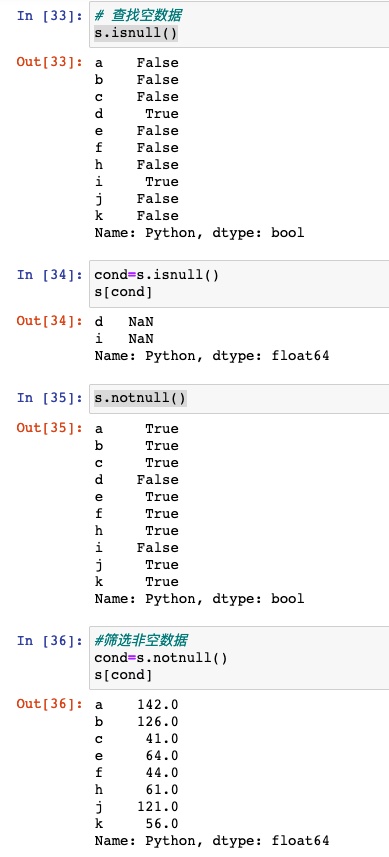 In [33]: # 查找空数据
s.isnull()
Out[33]: a    False
b    False
c    False
d     True
e    False
f    False
h    False
i     True
j    False
k    False
Name: Python, dtype: bool
In [34]: cond=s.isnull()
s[cond]
Out[34]: d   NaN
i   NaN
Name: Python, dtype: float64
In [35]: s.notnull()
Out[35]: a     True
b     True
c     True
d    False
e     True
f     True
h     True
i    False
j     True
k     True
Name: Python, dtype: bool
In [36]: #筛选非空数据
cond=s.notnull()
s[cond]
Out[36]: a    142.0
b    126.0
c     41.0
e     64.0
f     44.0
h     61.0
j    121.0
k     56.0
Name: Python, dtype: float64